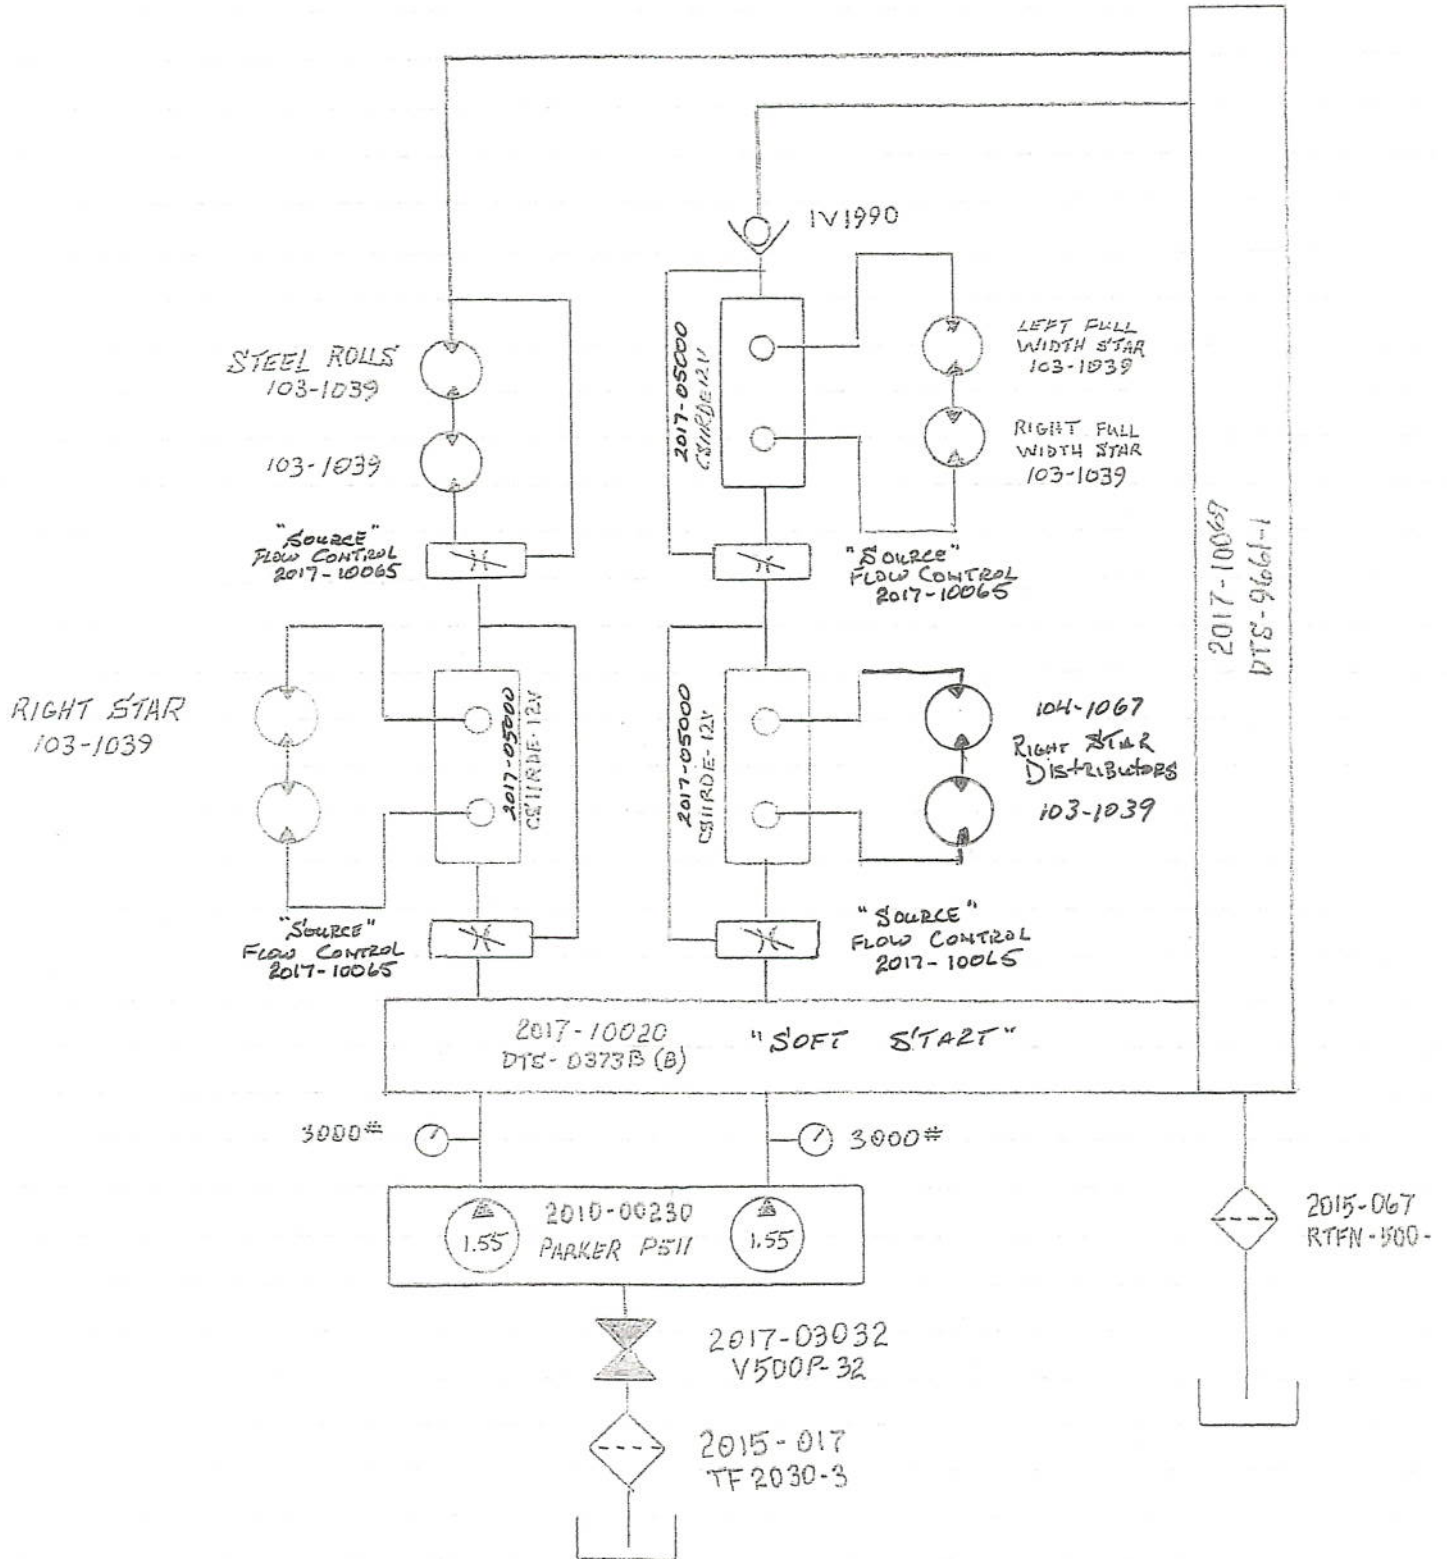 IV1990
STEEL ROLLS
103-1039
103-1039
"SOURCE"
FLOW CONTROL
2017-10065
2017-05000
CS11RDE12V
LEFT FULL
WIDTH STAR
103-1039
RIGHT FULL
WIDTH STAR
103-1039
"SOURCE"
FLOW CONTROL
2017-10065
2017-10069
DTS-9661-1
RIGHT STAR
103-1039
2017-05000
CS11RDE-12V
2017-05000
CS11RDE-12V
104-1067
RIGHT STAR
DISTRIBUTORS
103-1039
"SOURCE"
FLOW CONTROL
2017-10065
"SOURCE"
FLOW CONTROL
2017-10065
2017-10020
DTS-0373B (B)
"SOFT START"
3000#
3000#
1.55
2010-00230
PARKER P511
1.55
2015-067
RTFN-500-
2017-03032
V500P-32
2015-017
TF2030-3